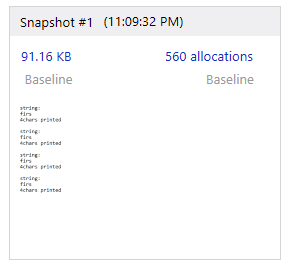 Snapshot #1 (11:09:32 PM)
91.16 KB 560 allocations
Baseline Baseline
string:
firs
4chars printed
string:
firs
4chars printed
string:
firs
4chars printed
string:
firs
4chars printed